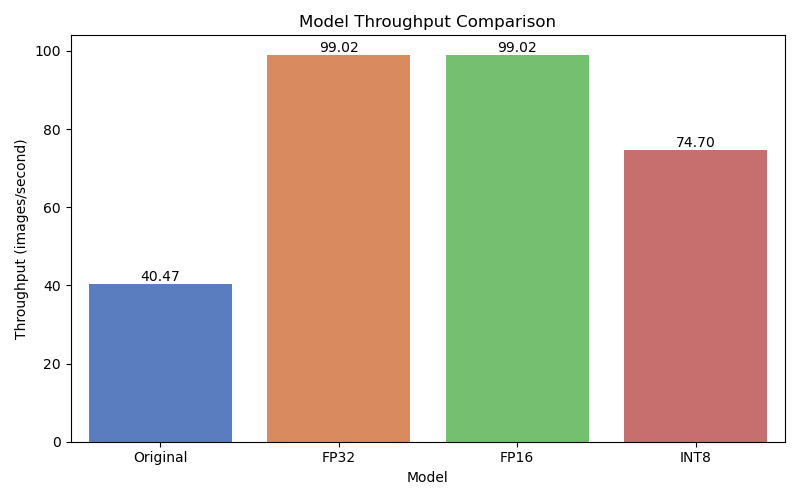 Model Throughput Comparison
Throughput (images/second)
100
80
60
40
20
0
40.47
99.02
99.02
74.70
Original
FP32
FP16
INT8
Model